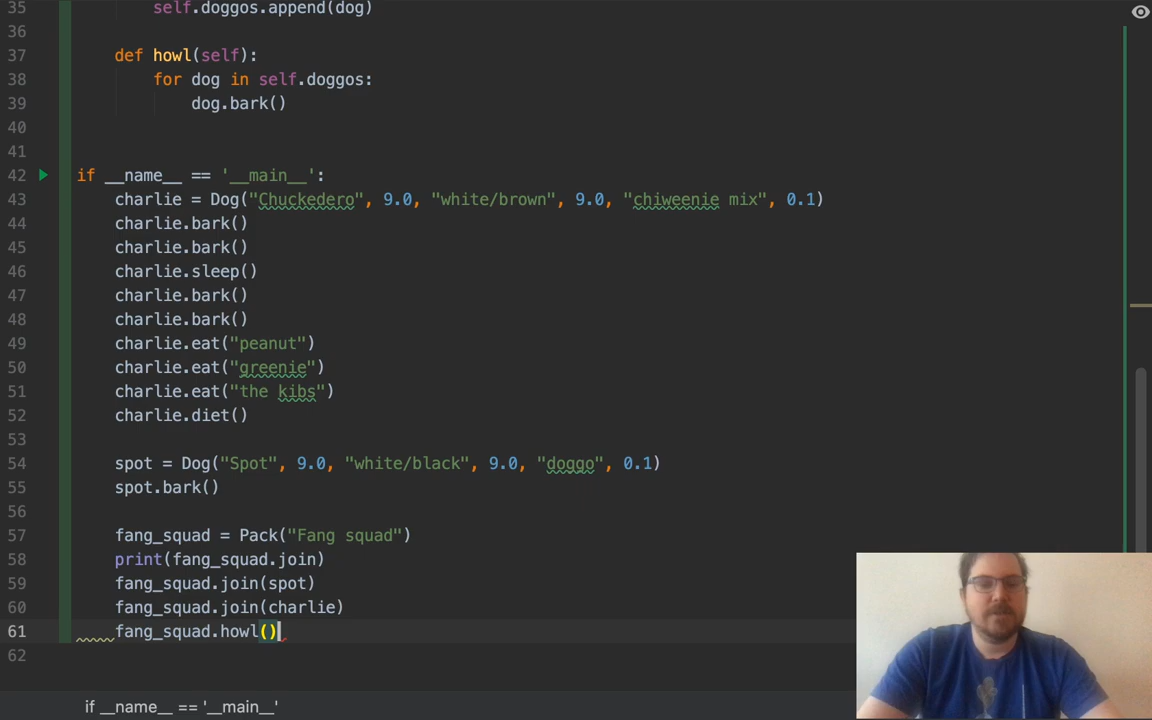 35 self.doggos.append(dog)
36
37 def howl(self):
38 for dog in self.doggos:
39 dog.bark()
40
41
42 if __name__ == '__main__':
43 charlie = Dog("Chuckedero", 9.0, "white/brown", 9.0, "chiweenie mix", 0.1)
44 charlie.bark()
45 charlie.bark()
46 charlie.sleep()
47 charlie.bark()
48 charlie.bark()
49 charlie.eat("peanut")
50 charlie.eat("greenie")
51 charlie.eat("the kibs")
52 charlie.diet()
53
54 spot = Dog("Spot", 9.0, "white/black", 9.0, "doggo", 0.1)
55 spot.bark()
56
57 fang_squad = Pack("Fang squad")
58 print(fang_squad.join)
59 fang_squad.join(spot)
60 fang_squad.join(charlie)
61 fang_squad.howl()
62
if __name__ == '__main__'